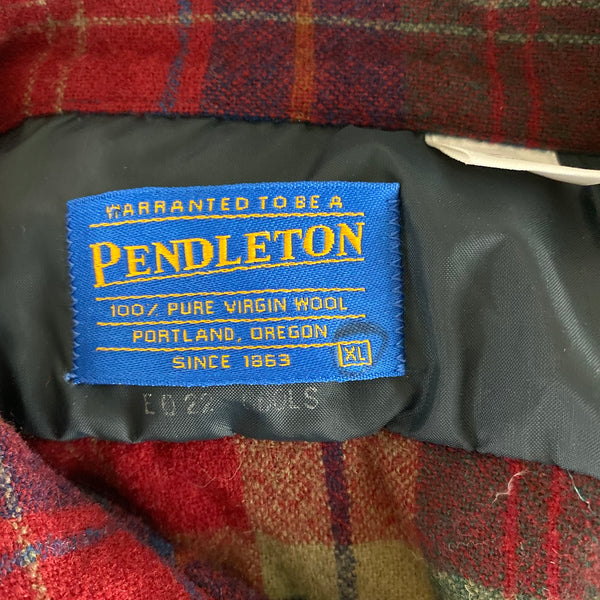 WARRANTED TO BE A
PENDLETON
100% PURE VIRGIN WOOL
PORTLAND, OREGON
SINCE 1863 XL